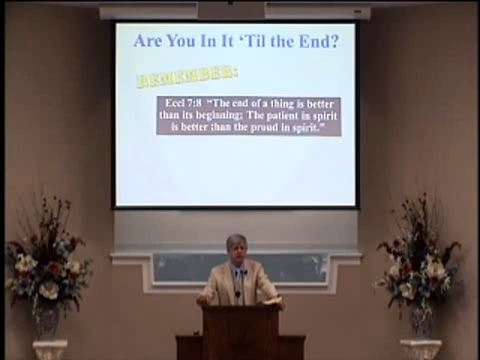 Are You In It ‘Til the End?
REMEMBER:
Eccl 7:8 “The end of a thing is better
than its beginning; The patient in spirit
is better than the proud in spirit.”